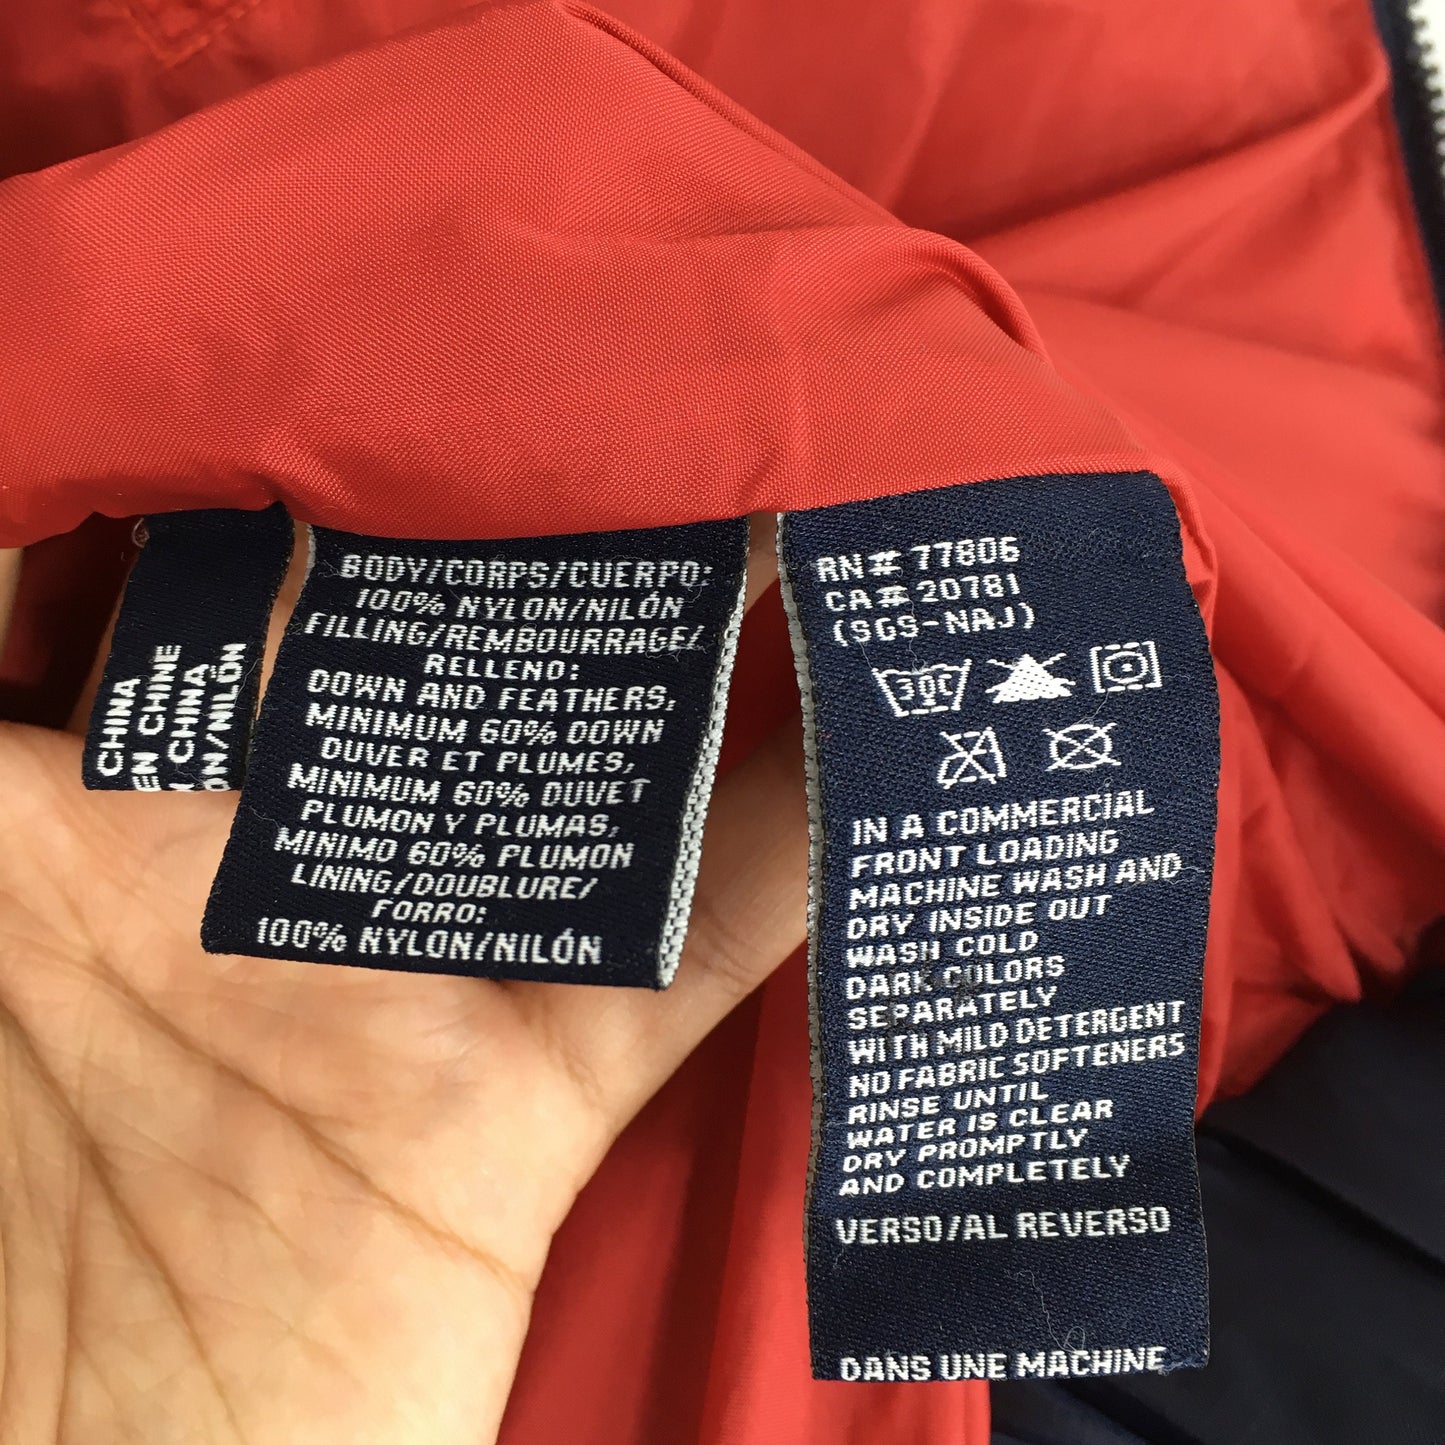 CHINA
EN CHINE
CHINA
ON/NILÓN
BODY/CORPS/CUERPO:
100% NYLON/NILÓN
FILLING/REMBOURRAGE/
RELLENO:
DOWN AND FEATHERS,
MINIMUM 60% DOWN
DUVER ET PLUMES,
MINIMUM 60% DUVET
PLUMON Y PLUMAS,
MINIMO 60% PLUMON
LINING/DOUBLURE/
FORRO:
100% NYLON/NILÓN
RN# 77806
CA# 20781
(SGS-NAJ)
30C
IN A COMMERCIAL
FRONT LOADING
MACHINE WASH AND
DRY INSIDE OUT
WASH COLD
DARK COLORS
SEPARATELY
WITH MILD DETERGENT
NO FABRIC SOFTENERS
RINSE UNTIL
WATER IS CLEAR
DRY PROMPTLY
AND COMPLETELY
VERSO/AL REVERSO
DANS UNE MACHINE